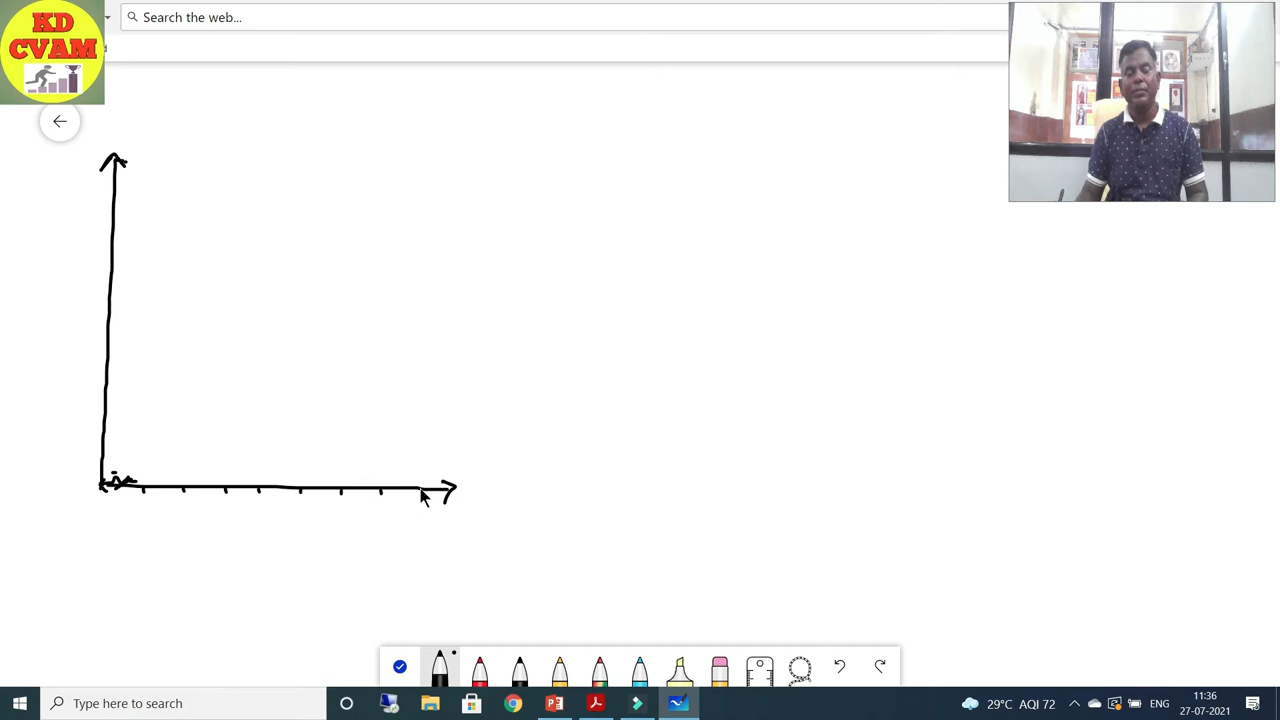 KD
CVAM
Search the web...
Type here to search
29°C AQI 72
ENG
11:36
27-07-2021